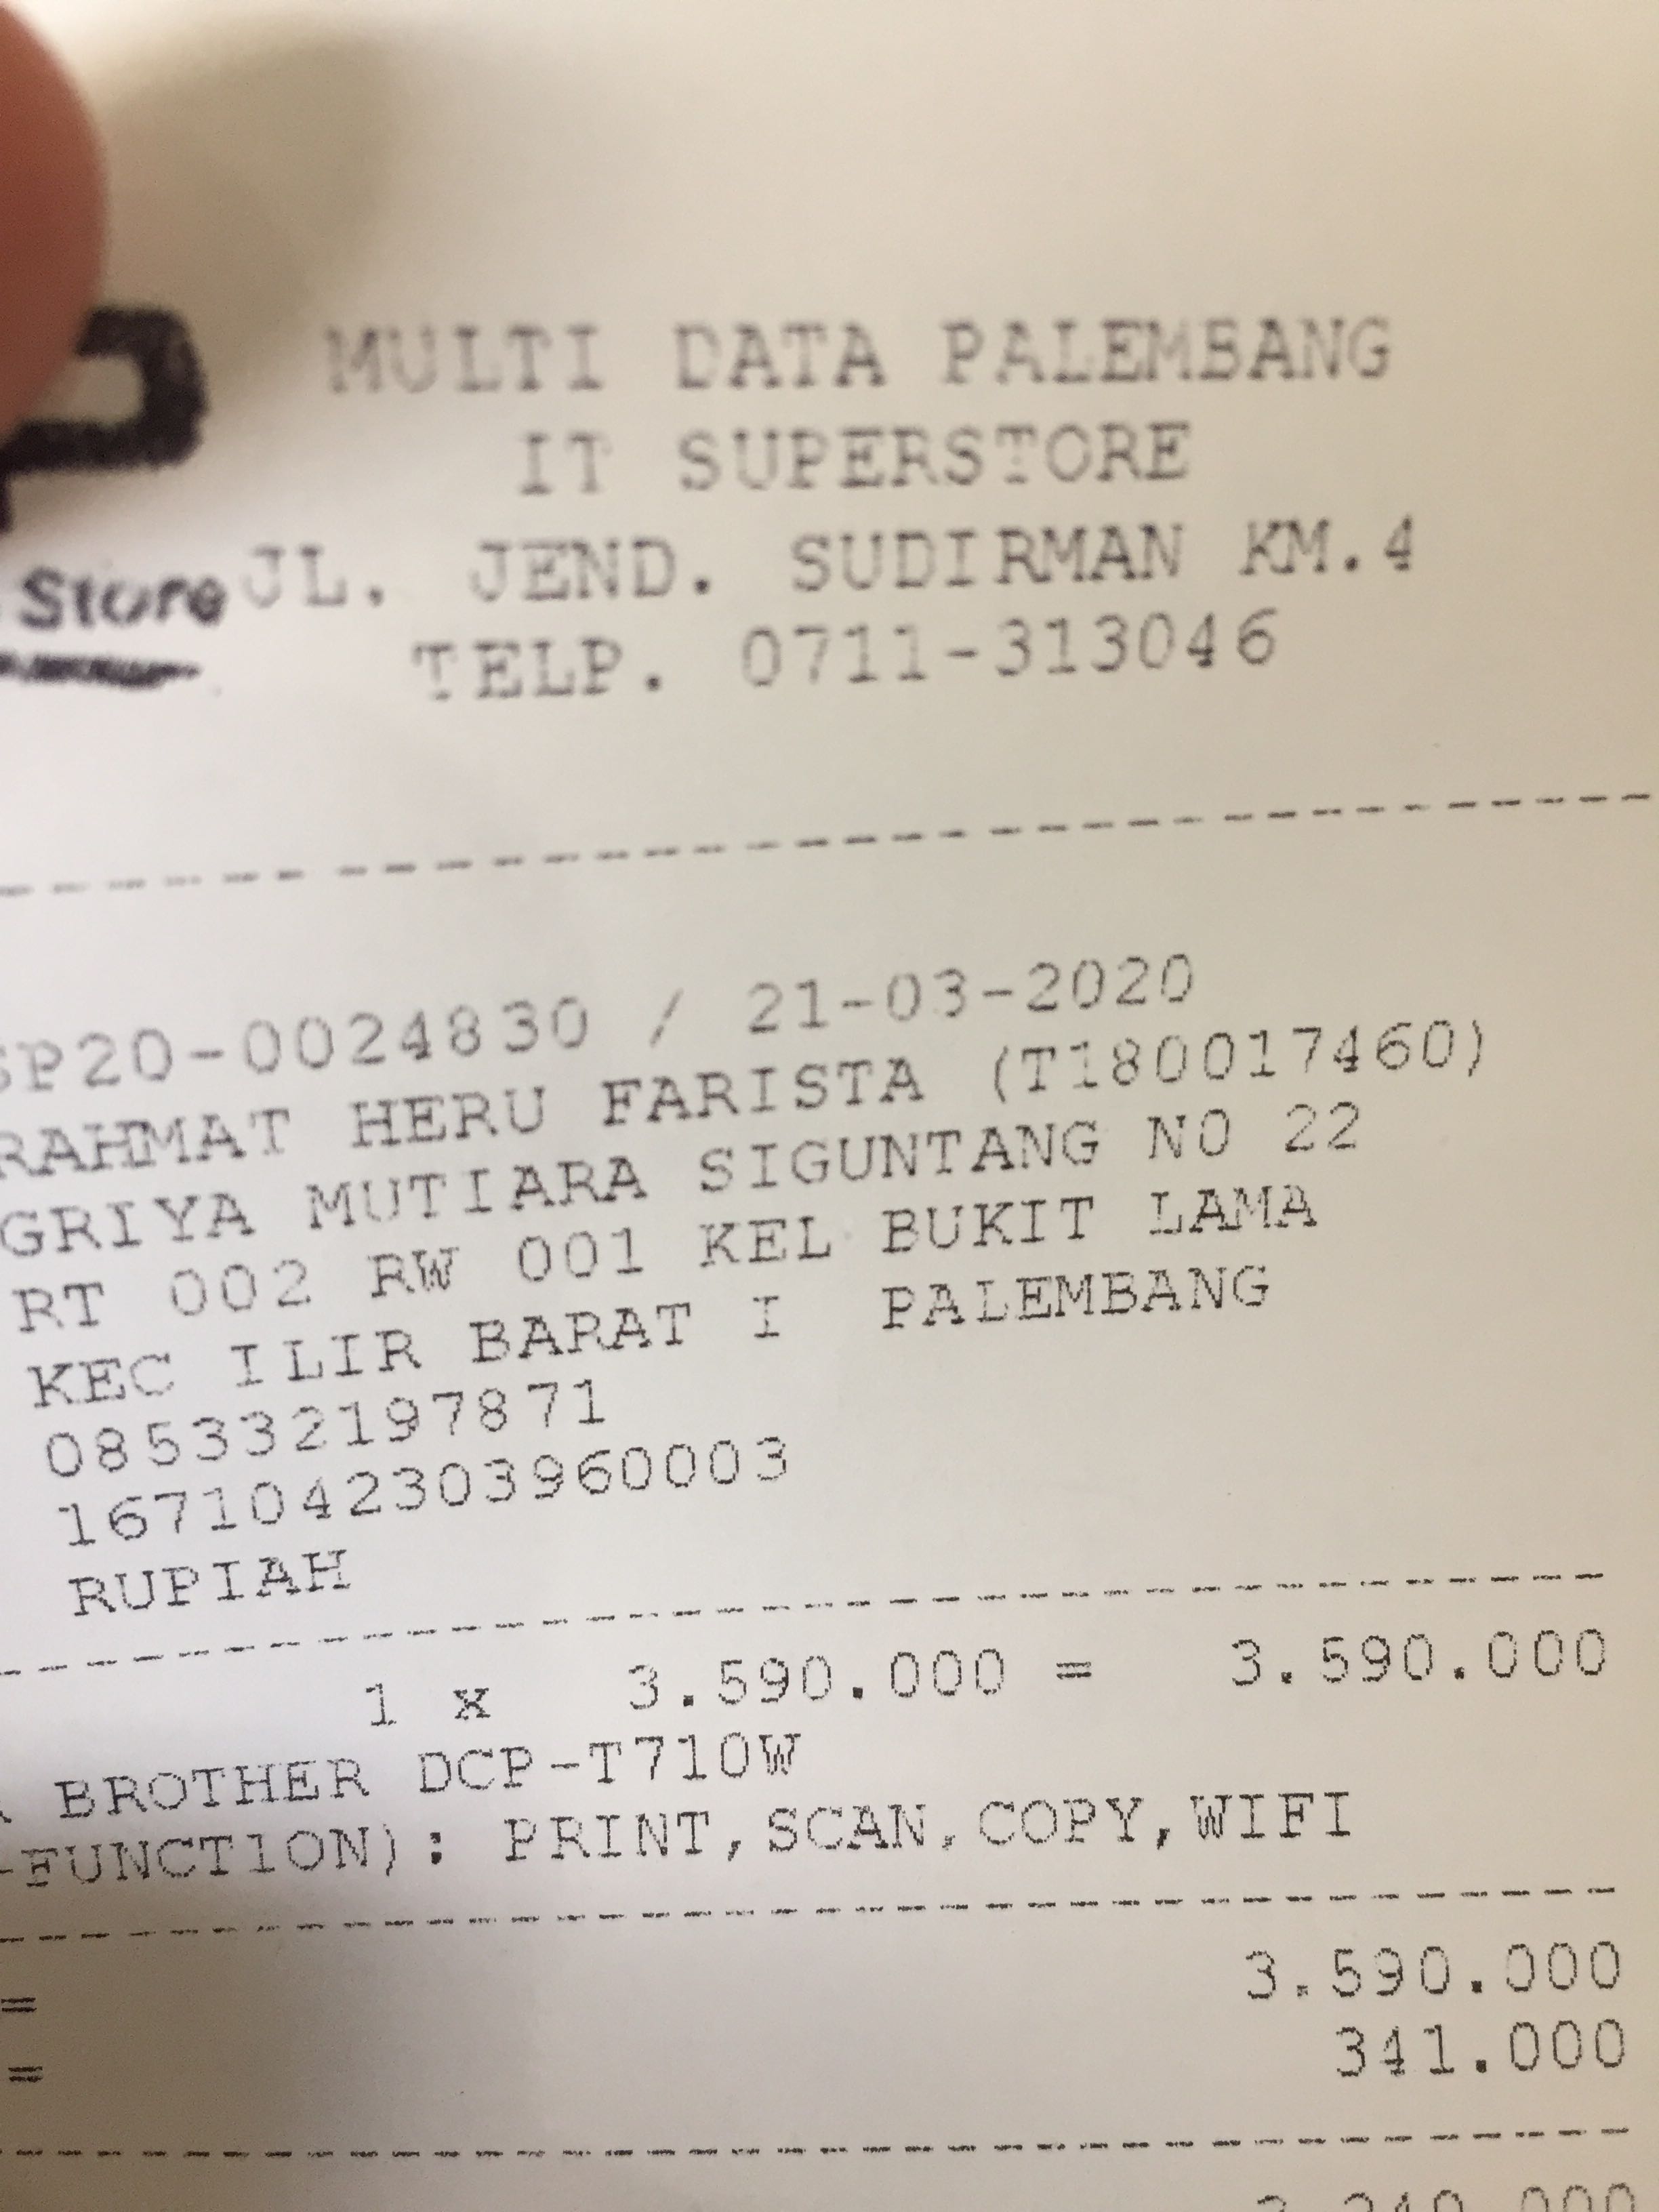 MULTI DATA PALEMBANG
IT SUPERSTORE
Store
JL. JEND. SUDIRMAN KM.4
TELP. 0711-313046
SP20-0024830 / 21-03-2020
RAHMAT HERU FARISTA (T180017460)
GRIYA MUTIARA SIGUNTANG NO 22
RT 002 RW 001 KEL BUKIT LAMA
KEC ILIR BARAT I PALEMBANG
085332197871
1671042303960003
RUPIAH
1 x 3.590.000 = 3.590.000
BROTHER DCP-T710W
-FUNCTION): PRINT,SCAN,COPY,WIFI
= 3.590.000
= 341.000